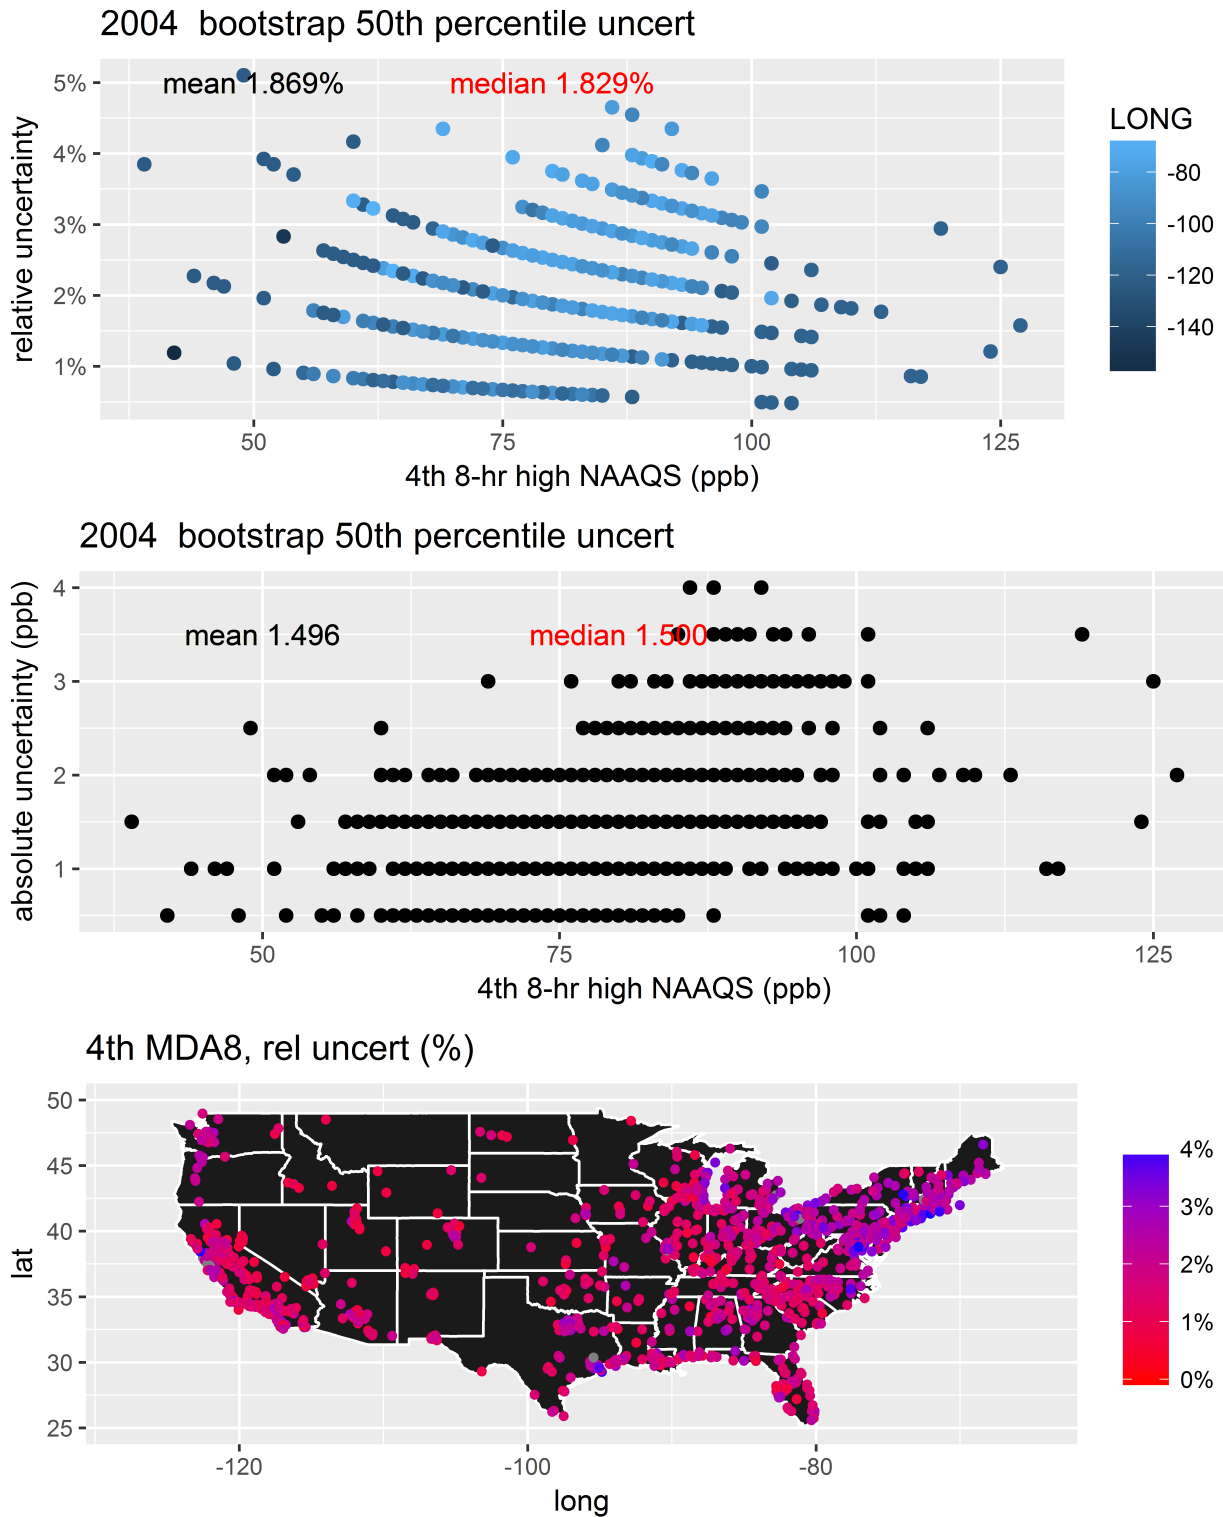 2004  bootstrap 50th percentile uncert
mean 1.869%
median 1.829%
5%
4%
3%
2%
1%
relative uncertainty
50
75
100
125
4th 8-hr high NAAQS (ppb)
LONG
-80
-100
-120
-140
2004  bootstrap 50th percentile uncert
mean 1.496
median 1.500
4
3
2
1
absolute uncertainty (ppb)
50
75
100
125
4th 8-hr high NAAQS (ppb)
4th MDA8, rel uncert (%)
50
45
40
35
30
25
lat
-120
-100
-80
long
4%
3%
2%
1%
0%